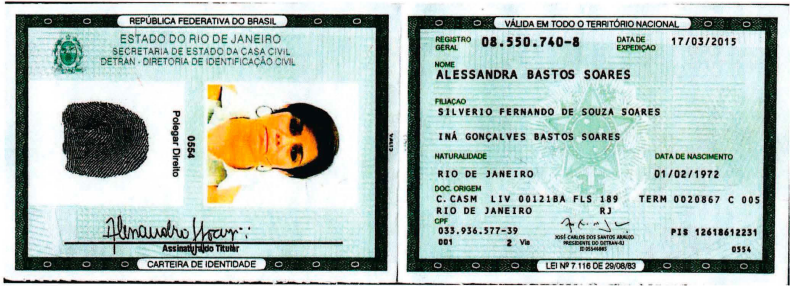 REPÚBLICA FEDERATIVA DO BRASIL
ESTADO DO RIO DE JANEIRO
SECRETARIA DE ESTADO DA CASA CIVIL
DETRAN - DIRETORIA DE IDENTIFICAÇÃO CIVIL
0554
Polegar Direito
Assinatura do Titular
CARTEIRA DE IDENTIDADE
VÁLIDA EM TODO O TERRITÓRIO NACIONAL
REGISTRO GERAL 08.550.740-8 DATA DE EXPEDIÇÃO 17/03/2015
NOME
ALESSANDRA BASTOS SOARES
FILIAÇÃO
SILVERIO FERNANDO DE SOUZA SOARES
INÁ GONÇALVES BASTOS SOARES
NATURALIDADE DATA DE NASCIMENTO
RIO DE JANEIRO 01/02/1972
DOC. ORIGEM
C.CASM LIV 00121BA FLS 189 TERM 0020867 C 005
RIO DE JANEIRO RJ
CPF
033.936.577-39 PIS 12618612231
001 2 Via 0554
JOSÉ CARLOS DOS SANTOS ARAÚJO
PRESIDENTE DO DETRAN-RJ
LEI Nº 7.116 DE 29/08/83